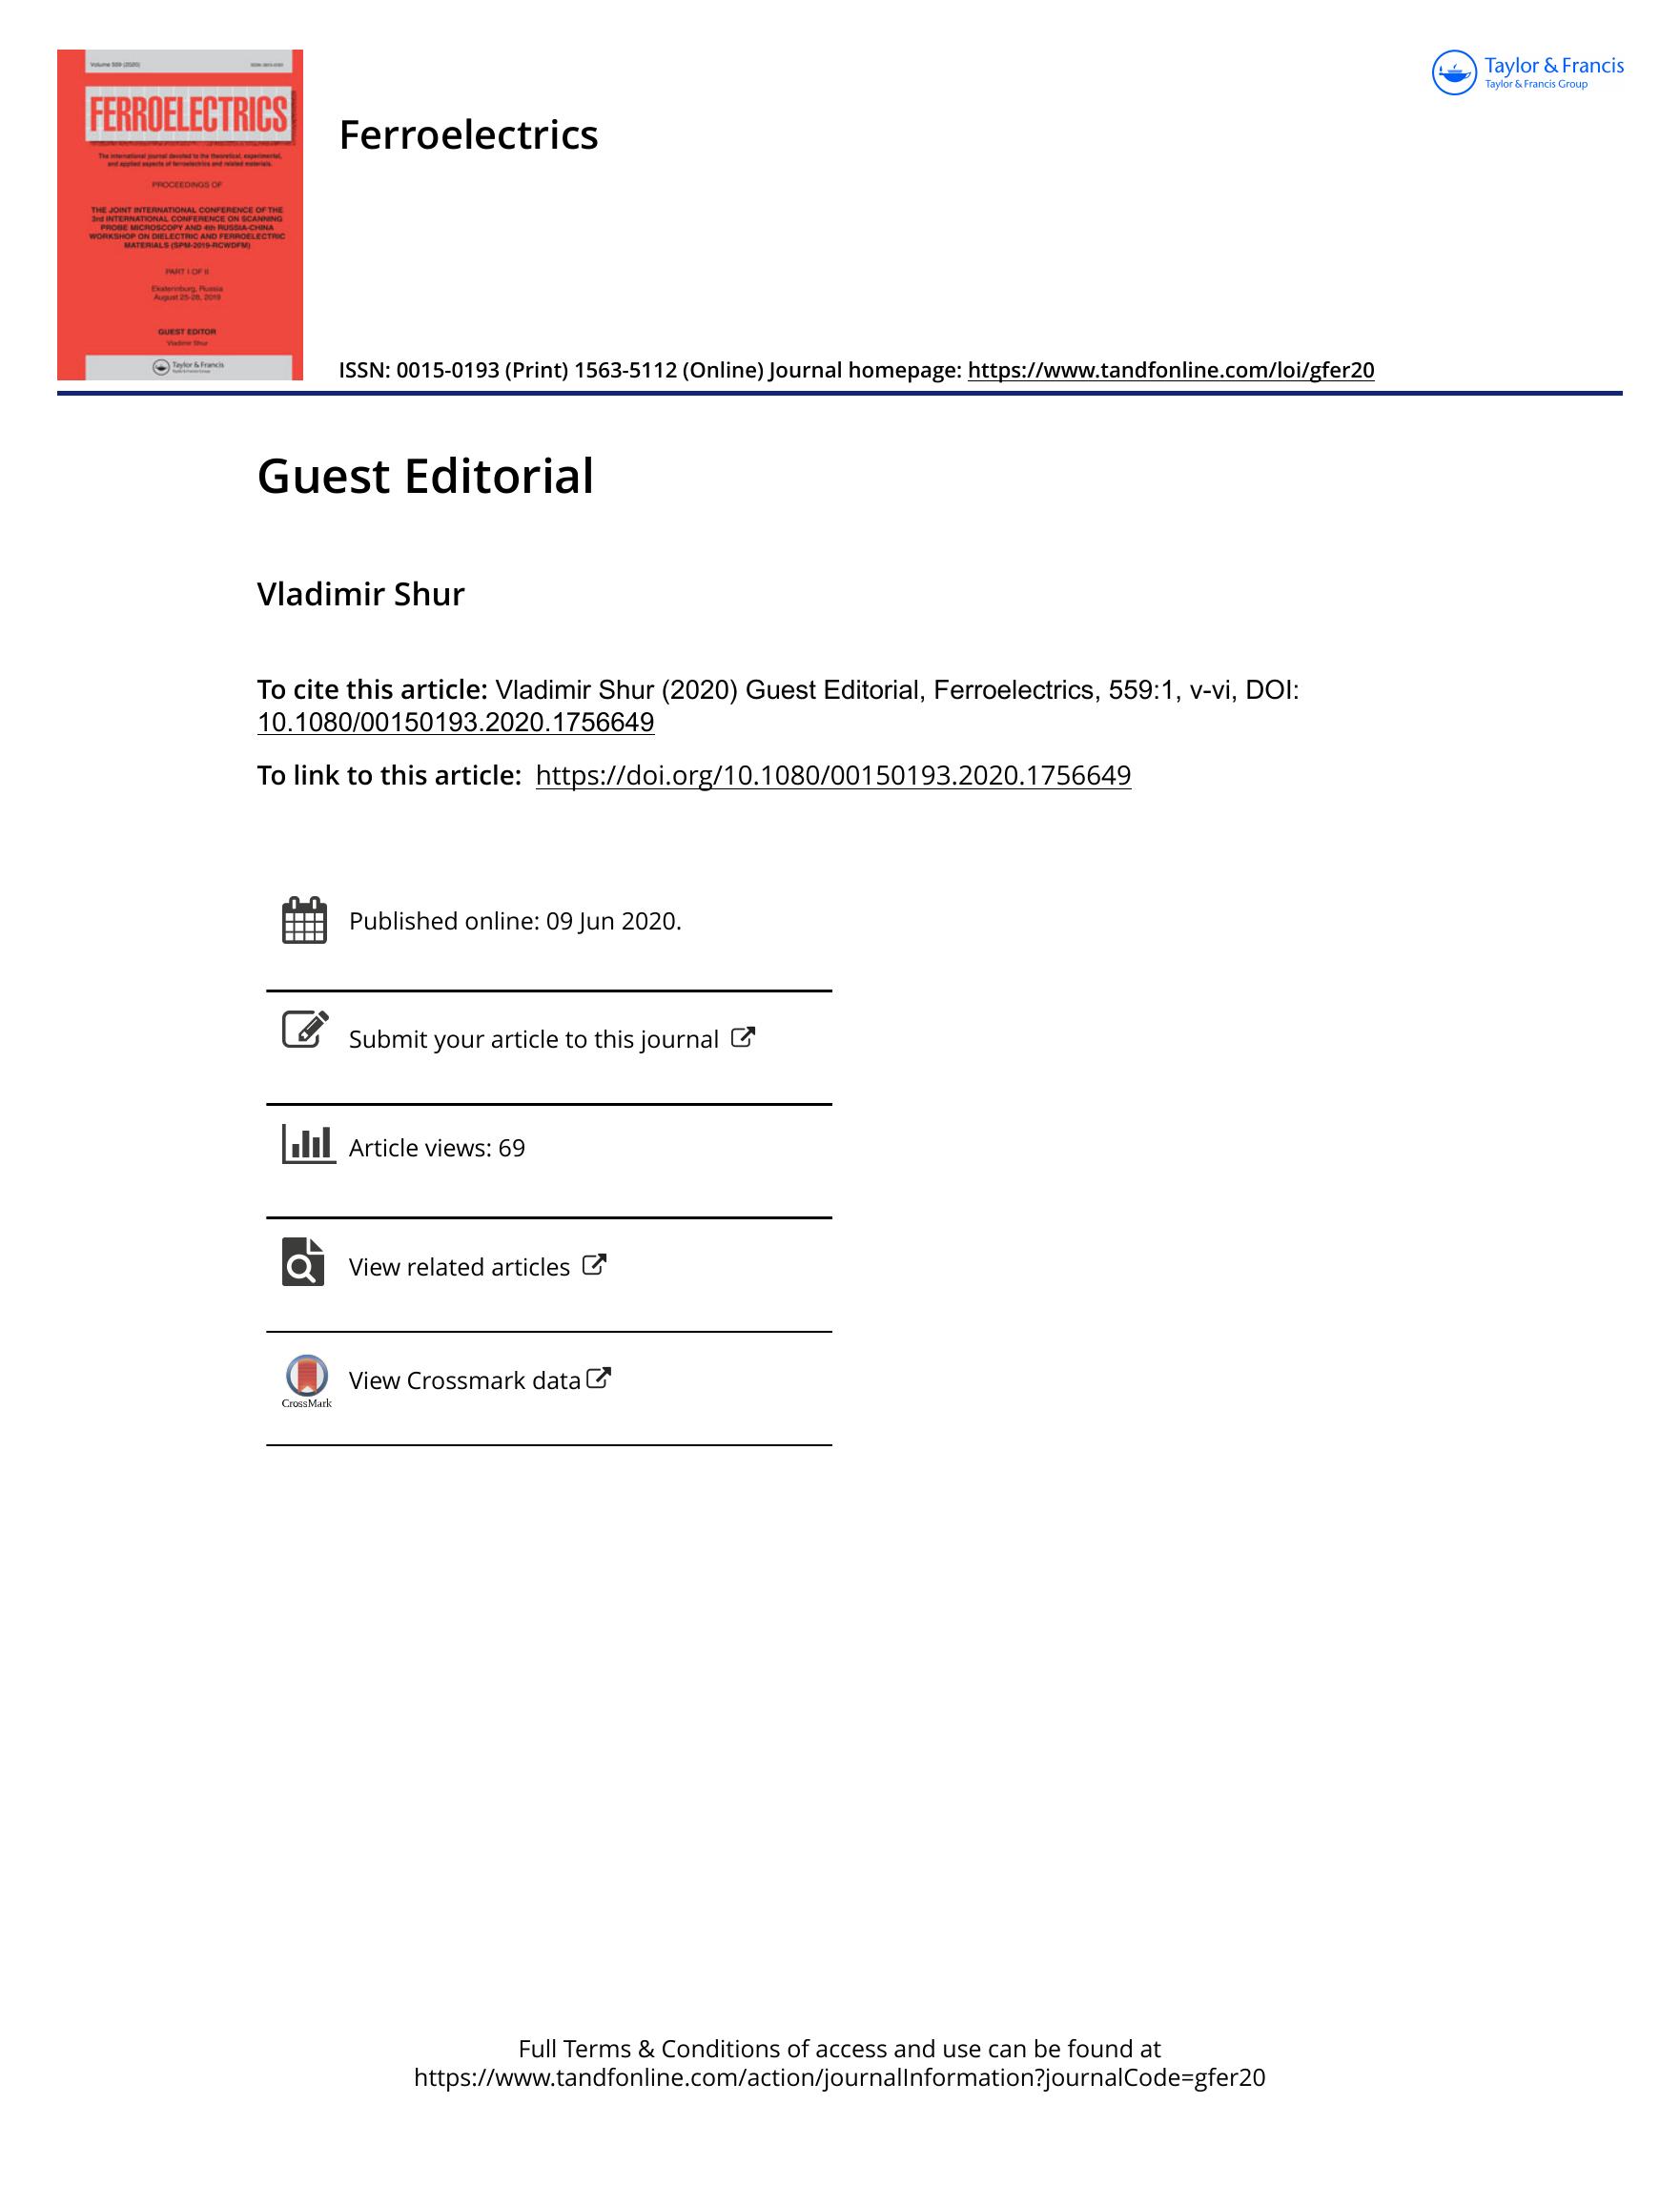 Volume 559 (2020)
FERROELECTRICS
The international journal devoted to the theoretical, experimental,
and applied aspects of ferroelectrics and related materials.
PROCEEDINGS OF
THE JOINT INTERNATIONAL CONFERENCE OF THE
3rd INTERNATIONAL CONFERENCE ON SCANNING
PROBE MICROSCOPY AND 4th RUSSIA-CHINA
WORKSHOP ON DIELECTRIC AND FERROELECTRIC
MATERIALS (SPM-2019-RCWDFM)
PART I OF II
Ekaterinburg, Russia
August 25-28, 2019
GUEST EDITOR
Vladimir Shur
Taylor & Francis
Taylor & Francis Group
Taylor & Francis
Taylor & Francis Group
Ferroelectrics
ISSN: 0015-0193 (Print) 1563-5112 (Online) Journal homepage: https://www.tandfonline.com/loi/gfer20
Guest Editorial
Vladimir Shur
To cite this article: Vladimir Shur (2020) Guest Editorial, Ferroelectrics, 559:1, v-vi, DOI:
10.1080/00150193.2020.1756649
To link to this article: https://doi.org/10.1080/00150193.2020.1756649
Published online: 09 Jun 2020.
Submit your article to this journal
Article views: 69
View related articles
CrossMark
View Crossmark data
Full Terms & Conditions of access and use can be found at
https://www.tandfonline.com/action/journalInformation?journalCode=gfer20